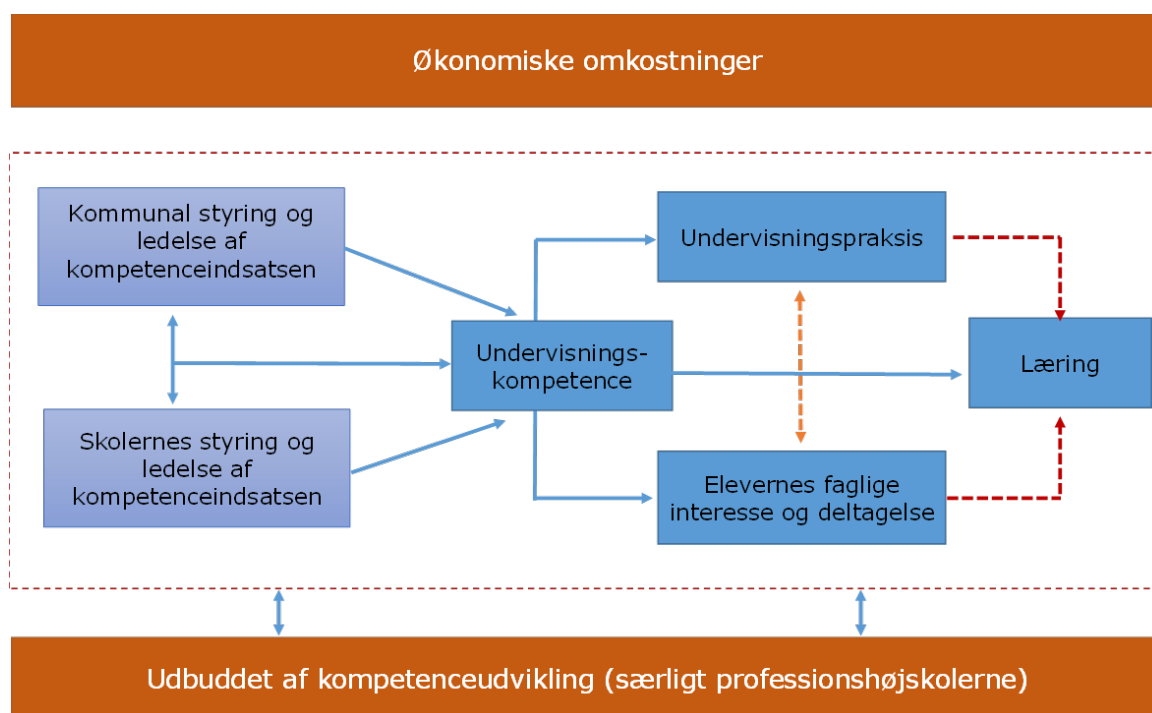 Økonomiske omkostninger
Kommunal styring og
ledelse af
kompetenceindsatsen
Undervisningspraksis
Undervisnings-
kompetence
Læring
Skolernes styring og
ledelse af
kompetenceindsatsen
Elevernes faglige
interesse og deltagelse
Udbuddet af kompetenceudvikling (særligt professionshøjskolerne)